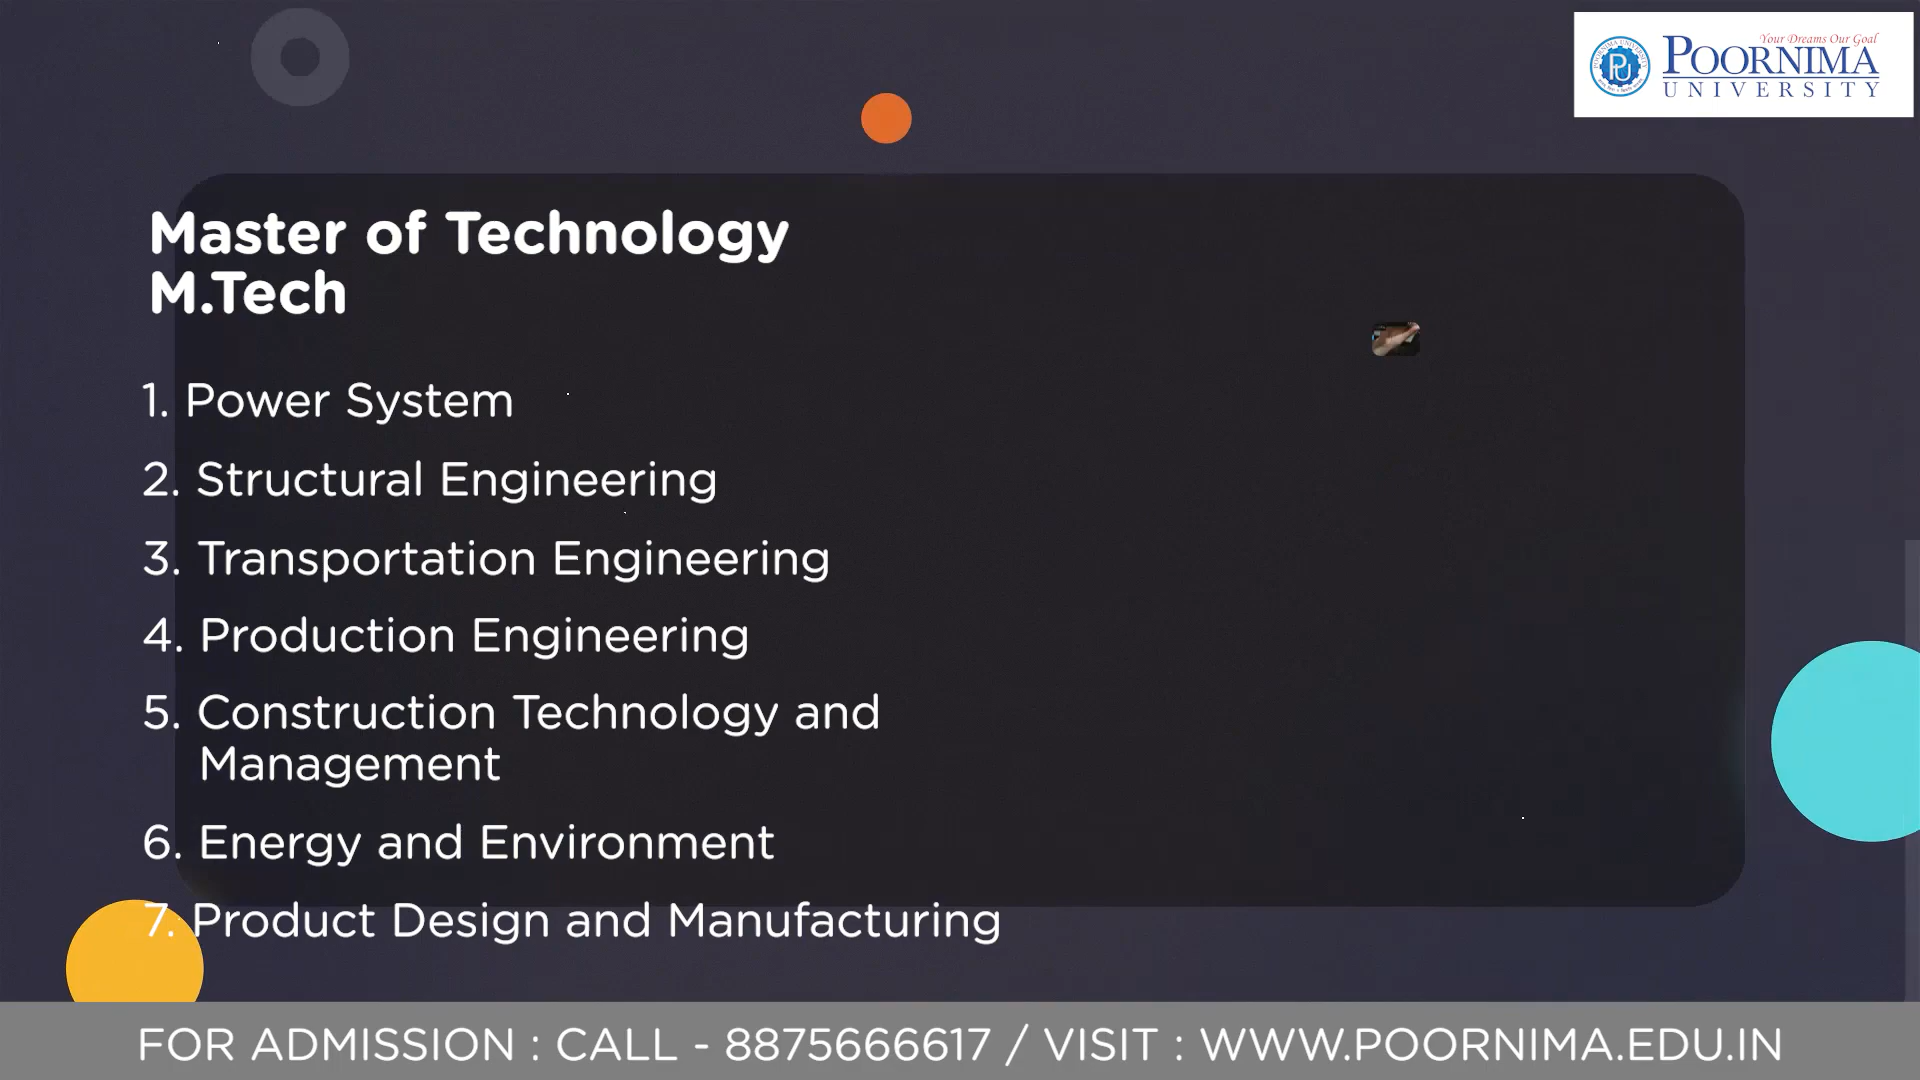 Your Dreams Our Goal
POORNIMA
UNIVERSITY
Master of Technology
M.Tech
1. Power System
2. Structural Engineering
3. Transportation Engineering
4. Production Engineering
5. Construction Technology and
Management
6. Energy and Environment
7. Product Design and Manufacturing
FOR ADMISSION : CALL - 8875666617 / VISIT : WWW.POORNIMA.EDU.IN